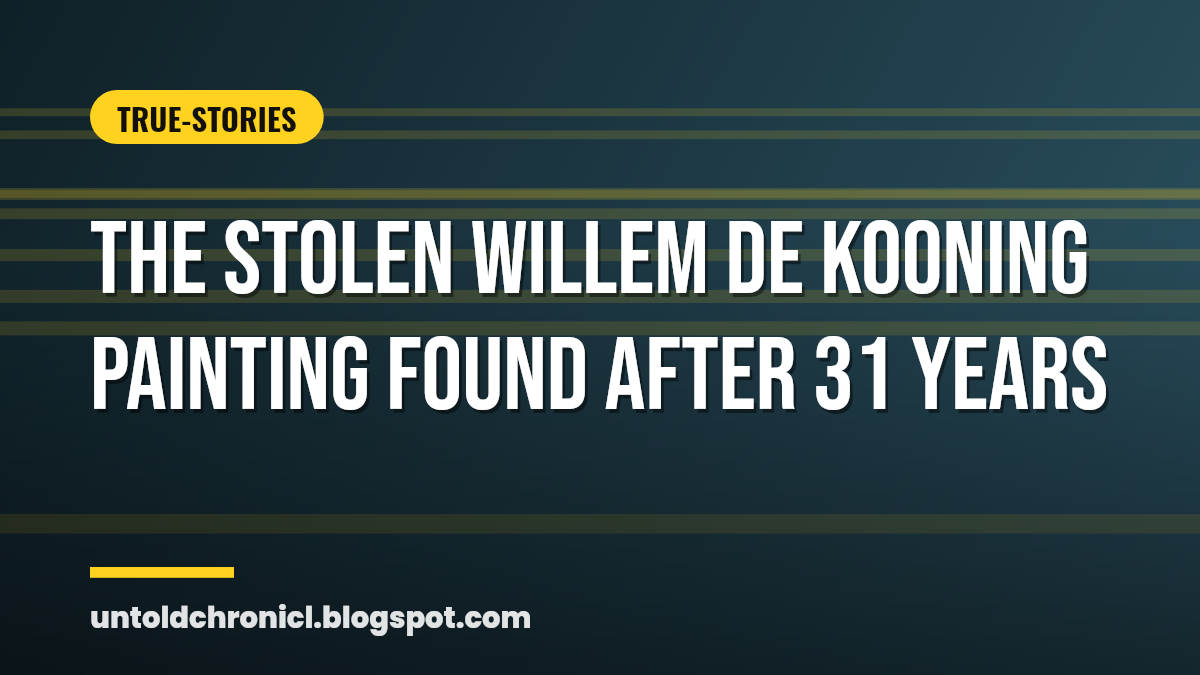 TRUE-STORIES
THE STOLEN WILLEM DE KOONING
PAINTING FOUND AFTER 31 YEARS
untoldchronicl.blogspot.com